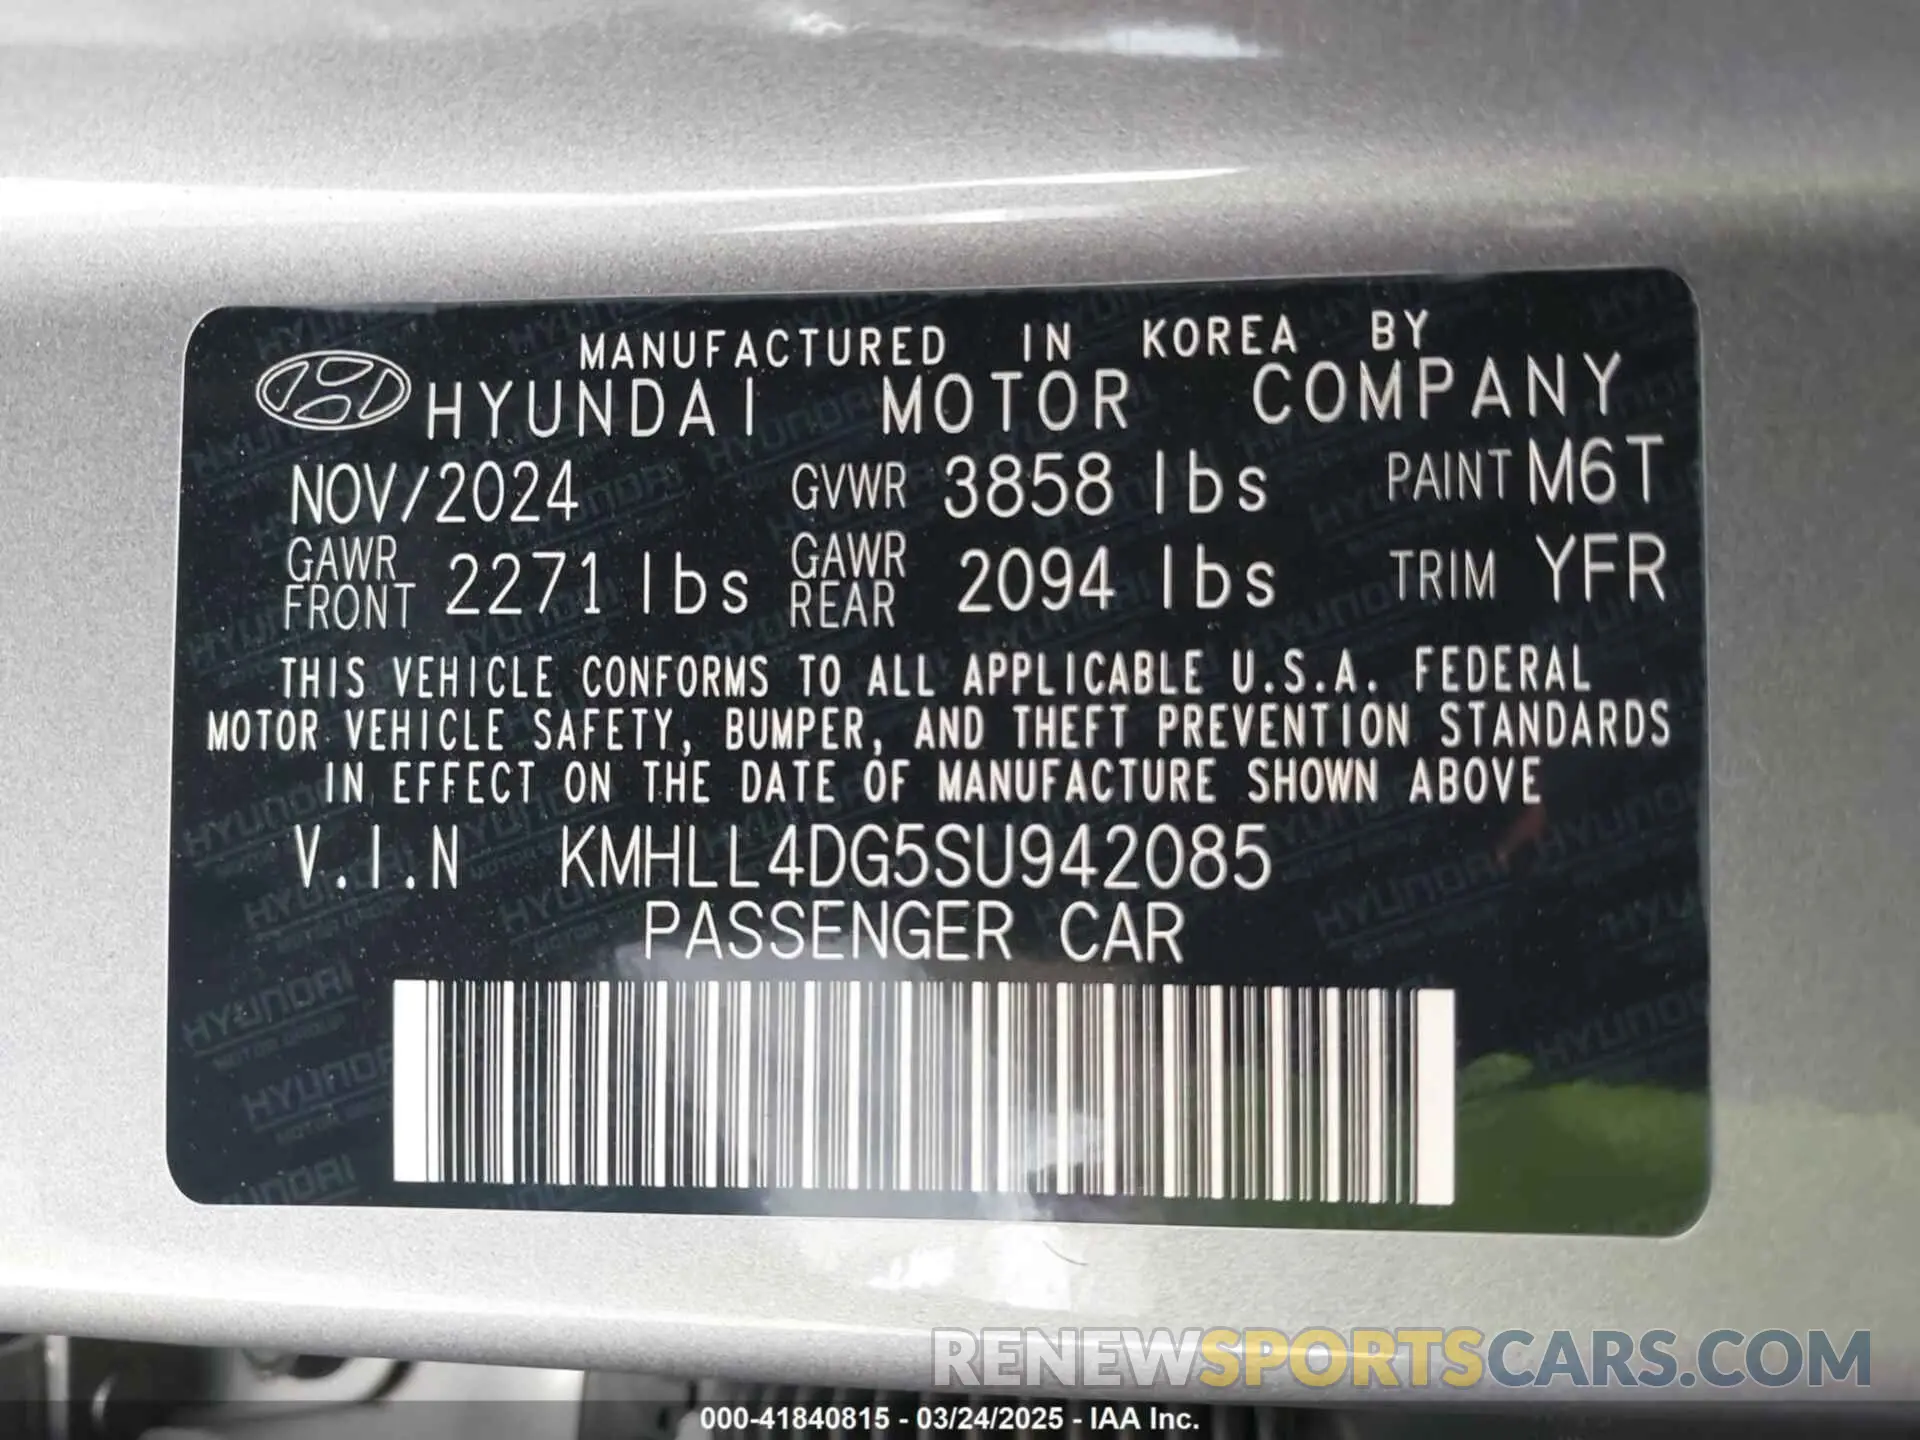 MANUFACTURED IN KOREA BY
HYUNDAI MOTOR COMPANY
NOV/2024 GVWR 3858 lbs PAINT M6T
GAWR FRONT 2271 lbs GAWR REAR 2094 lbs TRIM YFR
THIS VEHICLE CONFORMS TO ALL APPLICABLE U.S.A. FEDERAL
MOTOR VEHICLE SAFETY, BUMPER, AND THEFT PREVENTION STANDARDS
IN EFFECT ON THE DATE OF MANUFACTURE SHOWN ABOVE
V.I.N KMHLL4DG5SU942085
PASSENGER CAR
RENEWSPORTSCARS.COM
000-41840815 - 03/24/2025 - IAA Inc.